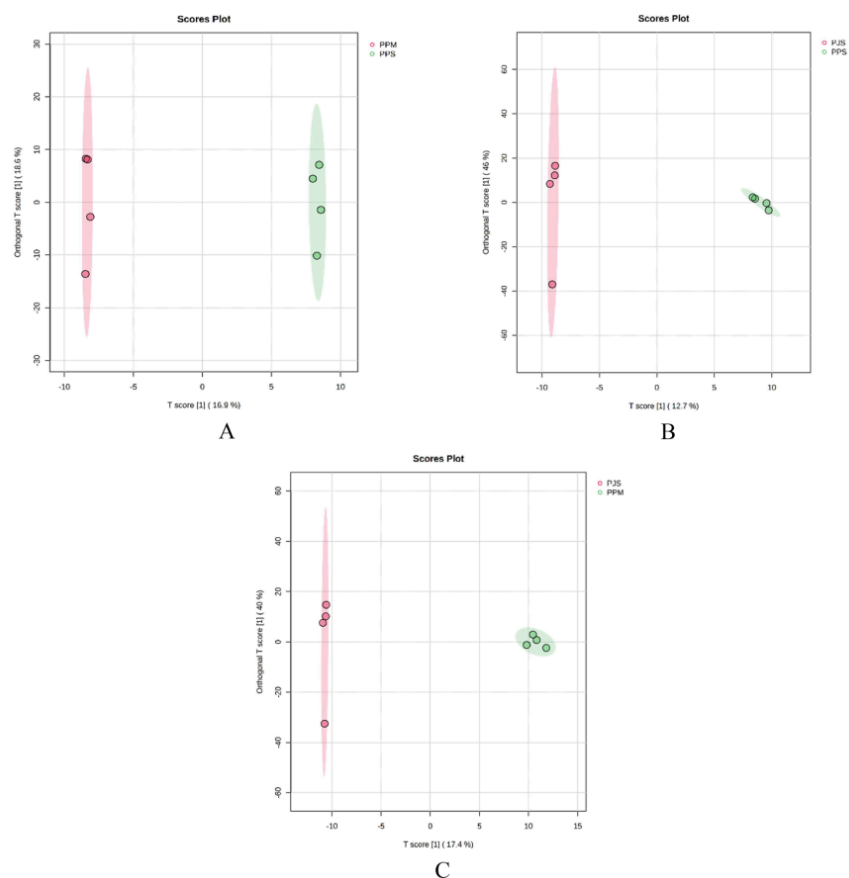 Scores Plot
PPM
PPS
Orthogonal T score [1] ( 18.6 %)
30
20
10
0
-10
-20
-30
-10
-5
0
5
10
T score [1] ( 16.9 %)
A
Scores Plot
PJS
PPS
Orthogonal T score [1] ( 46 %)
60
40
20
0
-20
-40
-60
-10
-5
0
5
10
T score [1] ( 12.7 %)
B
Scores Plot
PJS
PPM
Orthogonal T score [1] ( 40 %)
60
40
20
0
-20
-40
-60
-10
-5
0
5
10
15
T score [1] ( 17.4 %)
C